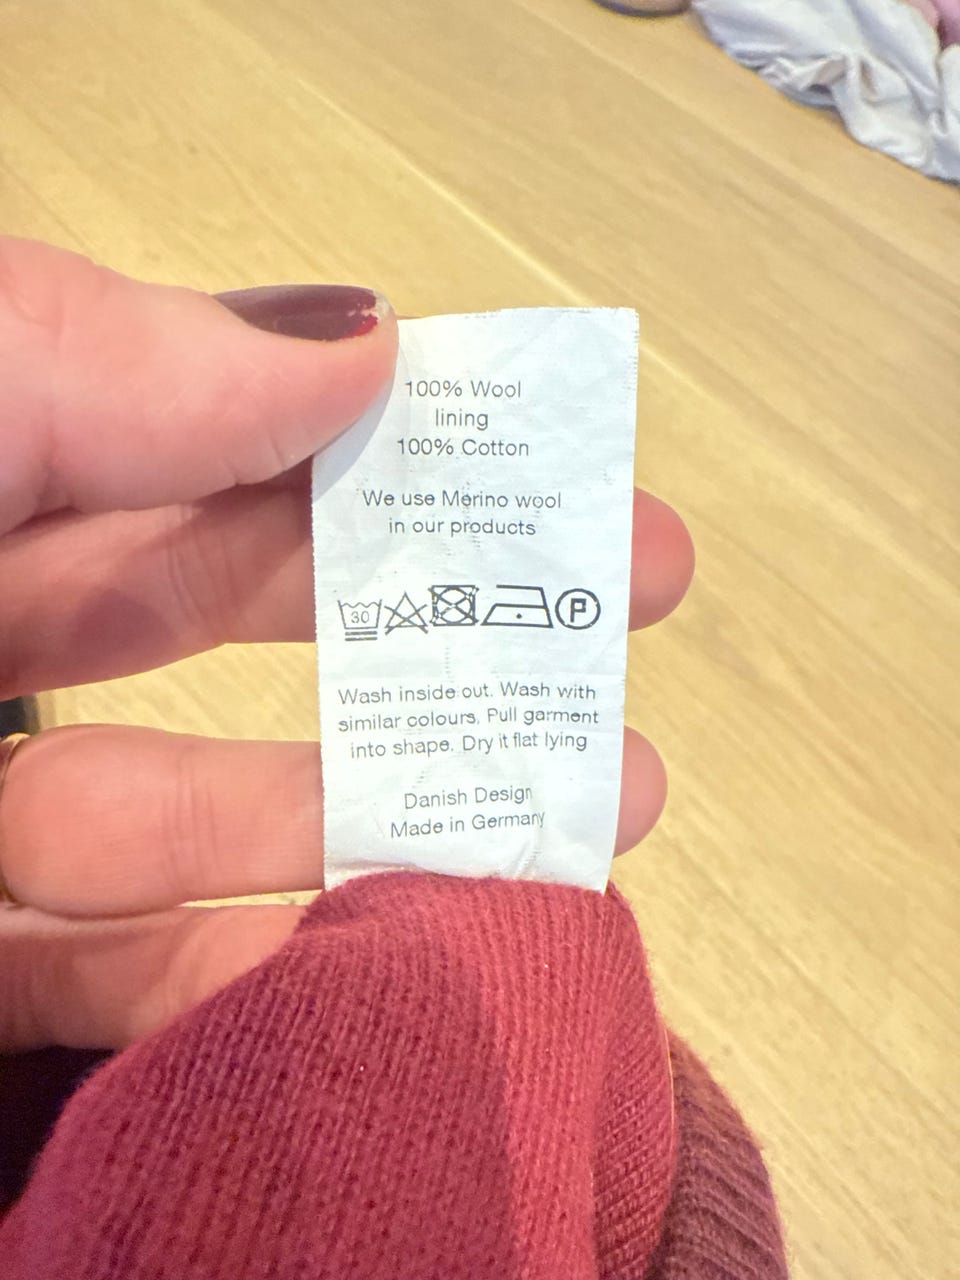 100% Wool
lining
100% Cotton
We use Merino wool
in our products
30 P
Wash inside out. Wash with
similar colours. Pull garment
into shape. Dry it flat lying
Danish Design
Made in Germany